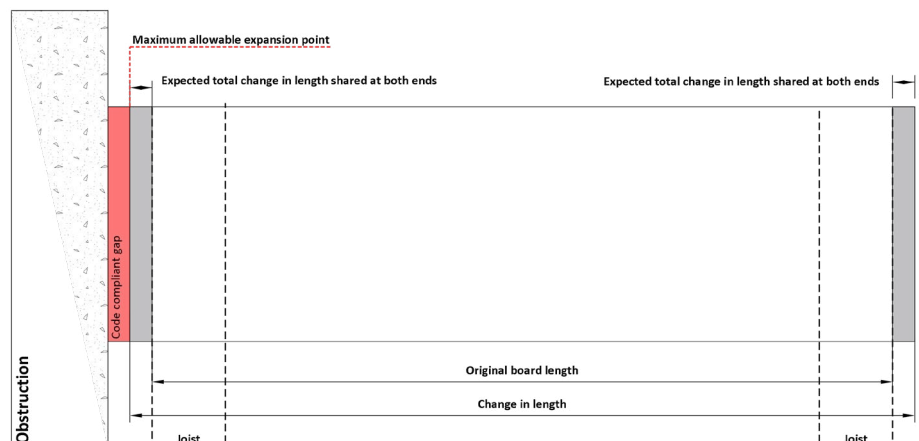 Maximum allowable expansion point
Expected total change in length shared at both ends
Expected total change in length shared at both ends
Code compliant gap
Obstruction
Original board length
Change in length
Joist
Joist